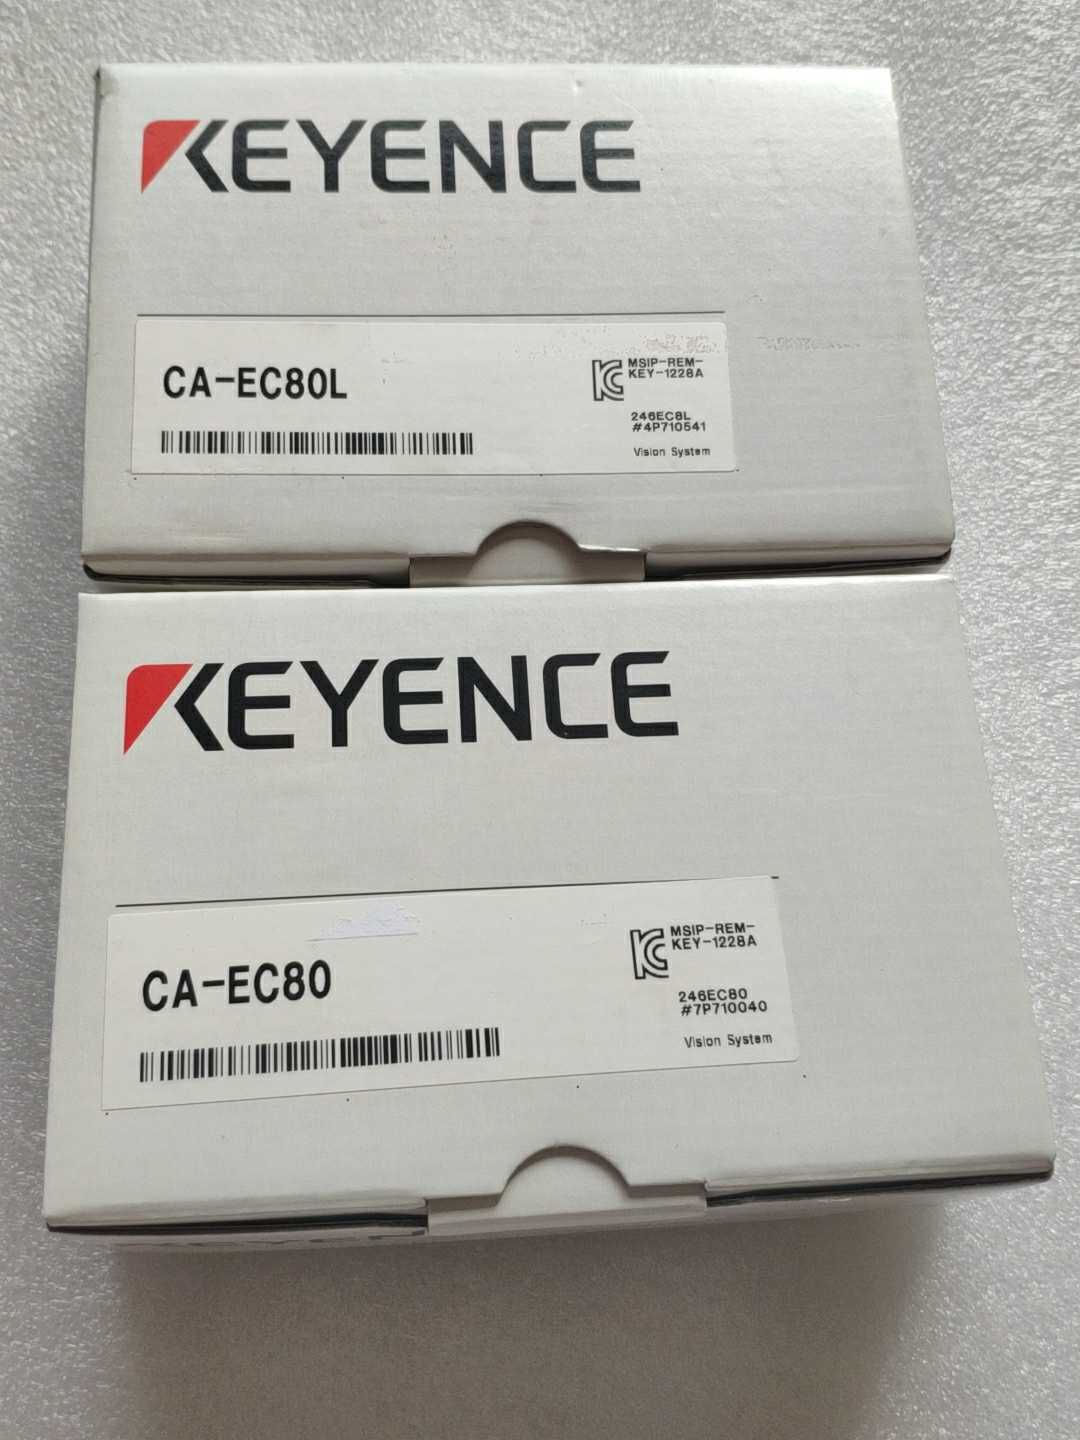 KEYENCE
CA-EC80L
MSIP-REM-
KEY-1228A
246EC8L
#4P710541
Vision System
KEYENCE
CA-EC80
MSIP-REM-
KEY-1228A
246EC80
#7P710040
Vision System